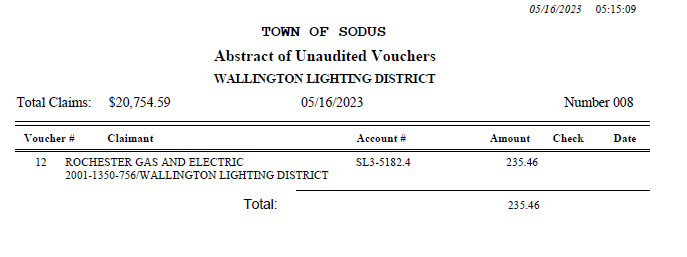 05/16/2023 05:15:09
TOWN OF SODUS
Abstract of Unaudited Vouchers
WALLINGTON LIGHTING DISTRICT
Total Claims: $20,754.59 05/16/2023 Number 008
Voucher # Claimant Account # Amount Check Date
12 ROCHESTER GAS AND ELECTRIC SL3-5182.4 235.46
2001-1350-756/WALLINGTON LIGHTING DISTRICT
Total: 235.46